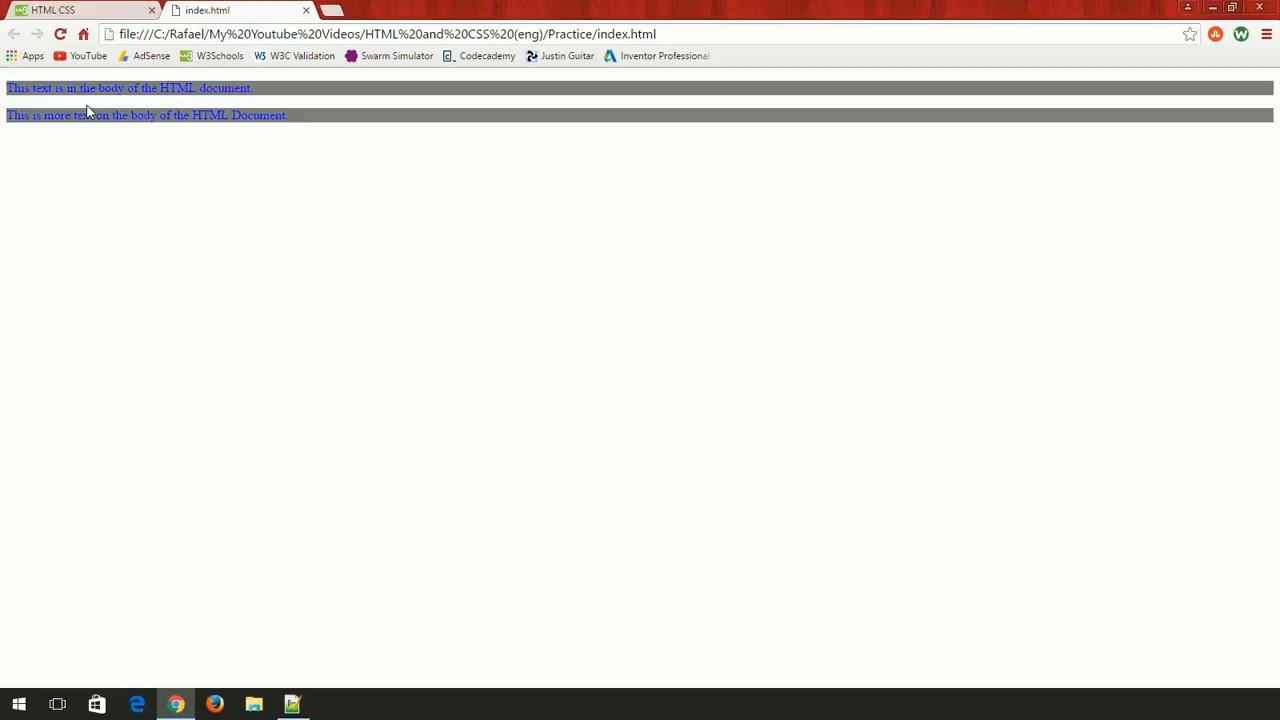 HTML CSS
index.html
file:///C:/Rafael/My%20Youtube%20Videos/HTML%20and%20CSS%20(eng)/Practice/index.html
Apps YouTube AdSense W3Schools W3C Validation Swarm Simulator Codecademy Justin Guitar Inventor Professional
This text is in the body of the HTML document.
This is more text on the body of the HTML Document.